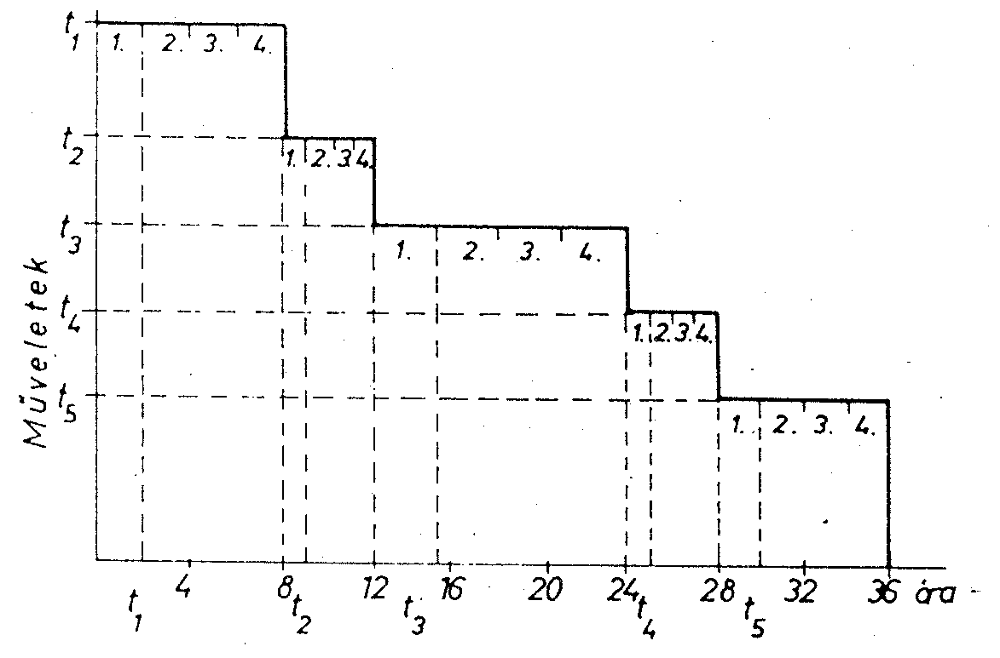 t1 1. 2. 3. 4.
t2 1. 2. 3. 4.
t3 1. 2. 3. 4.
t4 1. 2. 3. 4.
t5 1. 2. 3. 4.
Műveletek
4 8 12 16 20 24 28 32 36 óra
t1 t2 t3 t4 t5